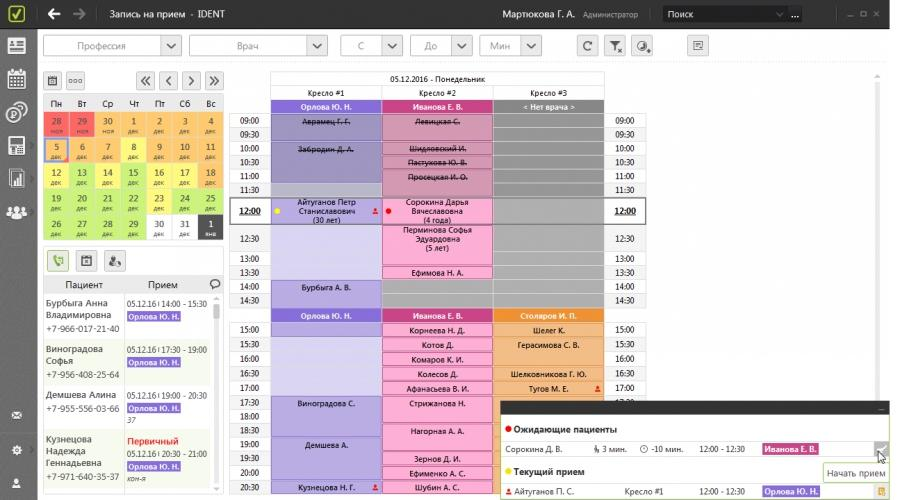 Запись на прием - IDENT
Мартюкова Г. А. Администратор
Поиск
...
Профессия
Врач
С
До
Мин
Пн Вт Ср Чт Пт Сб Вс
28 29 30 1 2 3 4
ноя ноя ноя дек дек дек дек
5 6 7 8 9 10 11
дек дек дек дек дек дек дек
12 13 14 15 16 17 18
дек дек дек дек дек дек дек
19 20 21 22 23 24 25
дек дек дек дек дек дек дек
26 27 28 29 30 31 1
дек дек дек дек дек дек янв
Пациент Прием
Бурбыга Анна Владимировна
+7-966-017-21-40
05.12.16 14:00 - 15:30
Орлова Ю. Н.
Виноградова Софья
+7-956-408-25-64
05.12.16 17:30 - 19:00
Орлова Ю. Н.
Демшева Алина
+7-955-556-03-66
05.12.16 19:00 - 20:30
Орлова Ю. Н.
37
Кузнецова Надежда Геннадьевна
+7-971-640-35-37
Первичный
05.12.16 20:30 - 21:00
Орлова Ю. Н.
кон-я
05.12.2016 - Понедельник
Кресло #1 Кресло #2 Кресло #3
Орлова Ю. Н. Иванова Е. В. < Нет врача >
09:00 Аврамец Г. Г. Левицкая С. 09:00
09:30 09:30
10:00 Забродин Д. А. Шидловский И. 10:00
10:30 Пастухова Ю. В. 10:30
11:00 Просецкая И. О. 11:00
11:30 11:30
12:00 Айтуганов Петр Станиславович (30 лет) Сорокина Дарья Вячеславовна (4 года) 12:00
12:30 Перминова Софья Эдуардовна (5 лет) 12:30
13:00 13:00
13:30 Ефимова Н. А. 13:30
14:00 Бурбыга А. В. 14:00
14:30 14:30
Орлова Ю. Н. Иванова Е. В. Столяров И. П.
15:00 Корнеева Н. Д. Шелег К. 15:00
15:30 Котов Д. Герасимова С. В. 15:30
16:00 Комаров К. И. 16:00
16:30 Колесов Д. Шелковникова Г. Ю. 16:30
17:00 Афанасьева В. И. Тугов М. Е. 17:00
17:30 Виноградова С. Стрижанова Н.
18:00
18:30 Нагорная А. А.
19:00 Демшева А.
19:30 Зернов Д. И.
20:00 Ефименко А. С.
20:30 Кузнецова Н. Г. Шубин А. С.
Ожидающие пациенты
Сорокина Д. В. 3 мин. -10 мин. 12:00 - 12:30 Иванова Е. В.
Текущий прием
Начать прием
Айтуганов П. С. Кресло #1 12:00 - 12:30 Орлова Ю. Н.